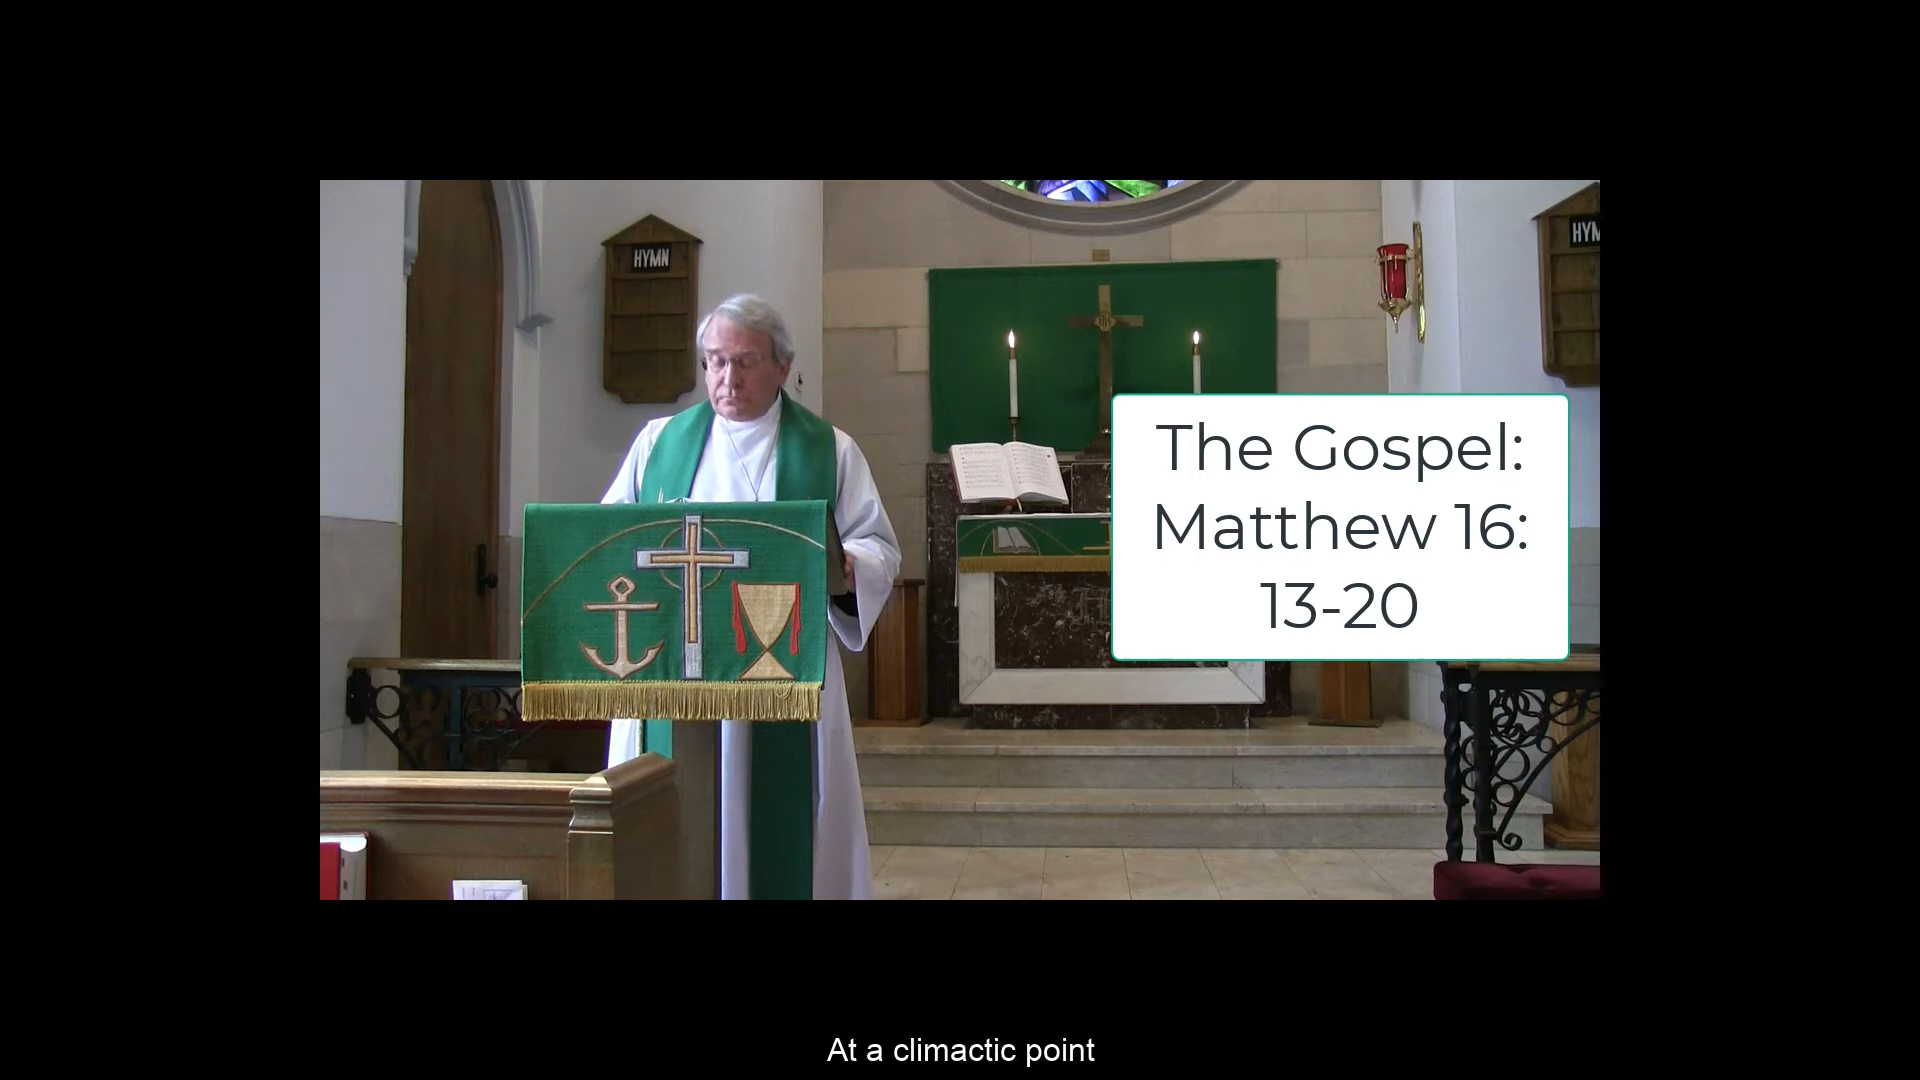 HYMN
HYM
The Gospel:
Matthew 16:
13-20
At a climactic point